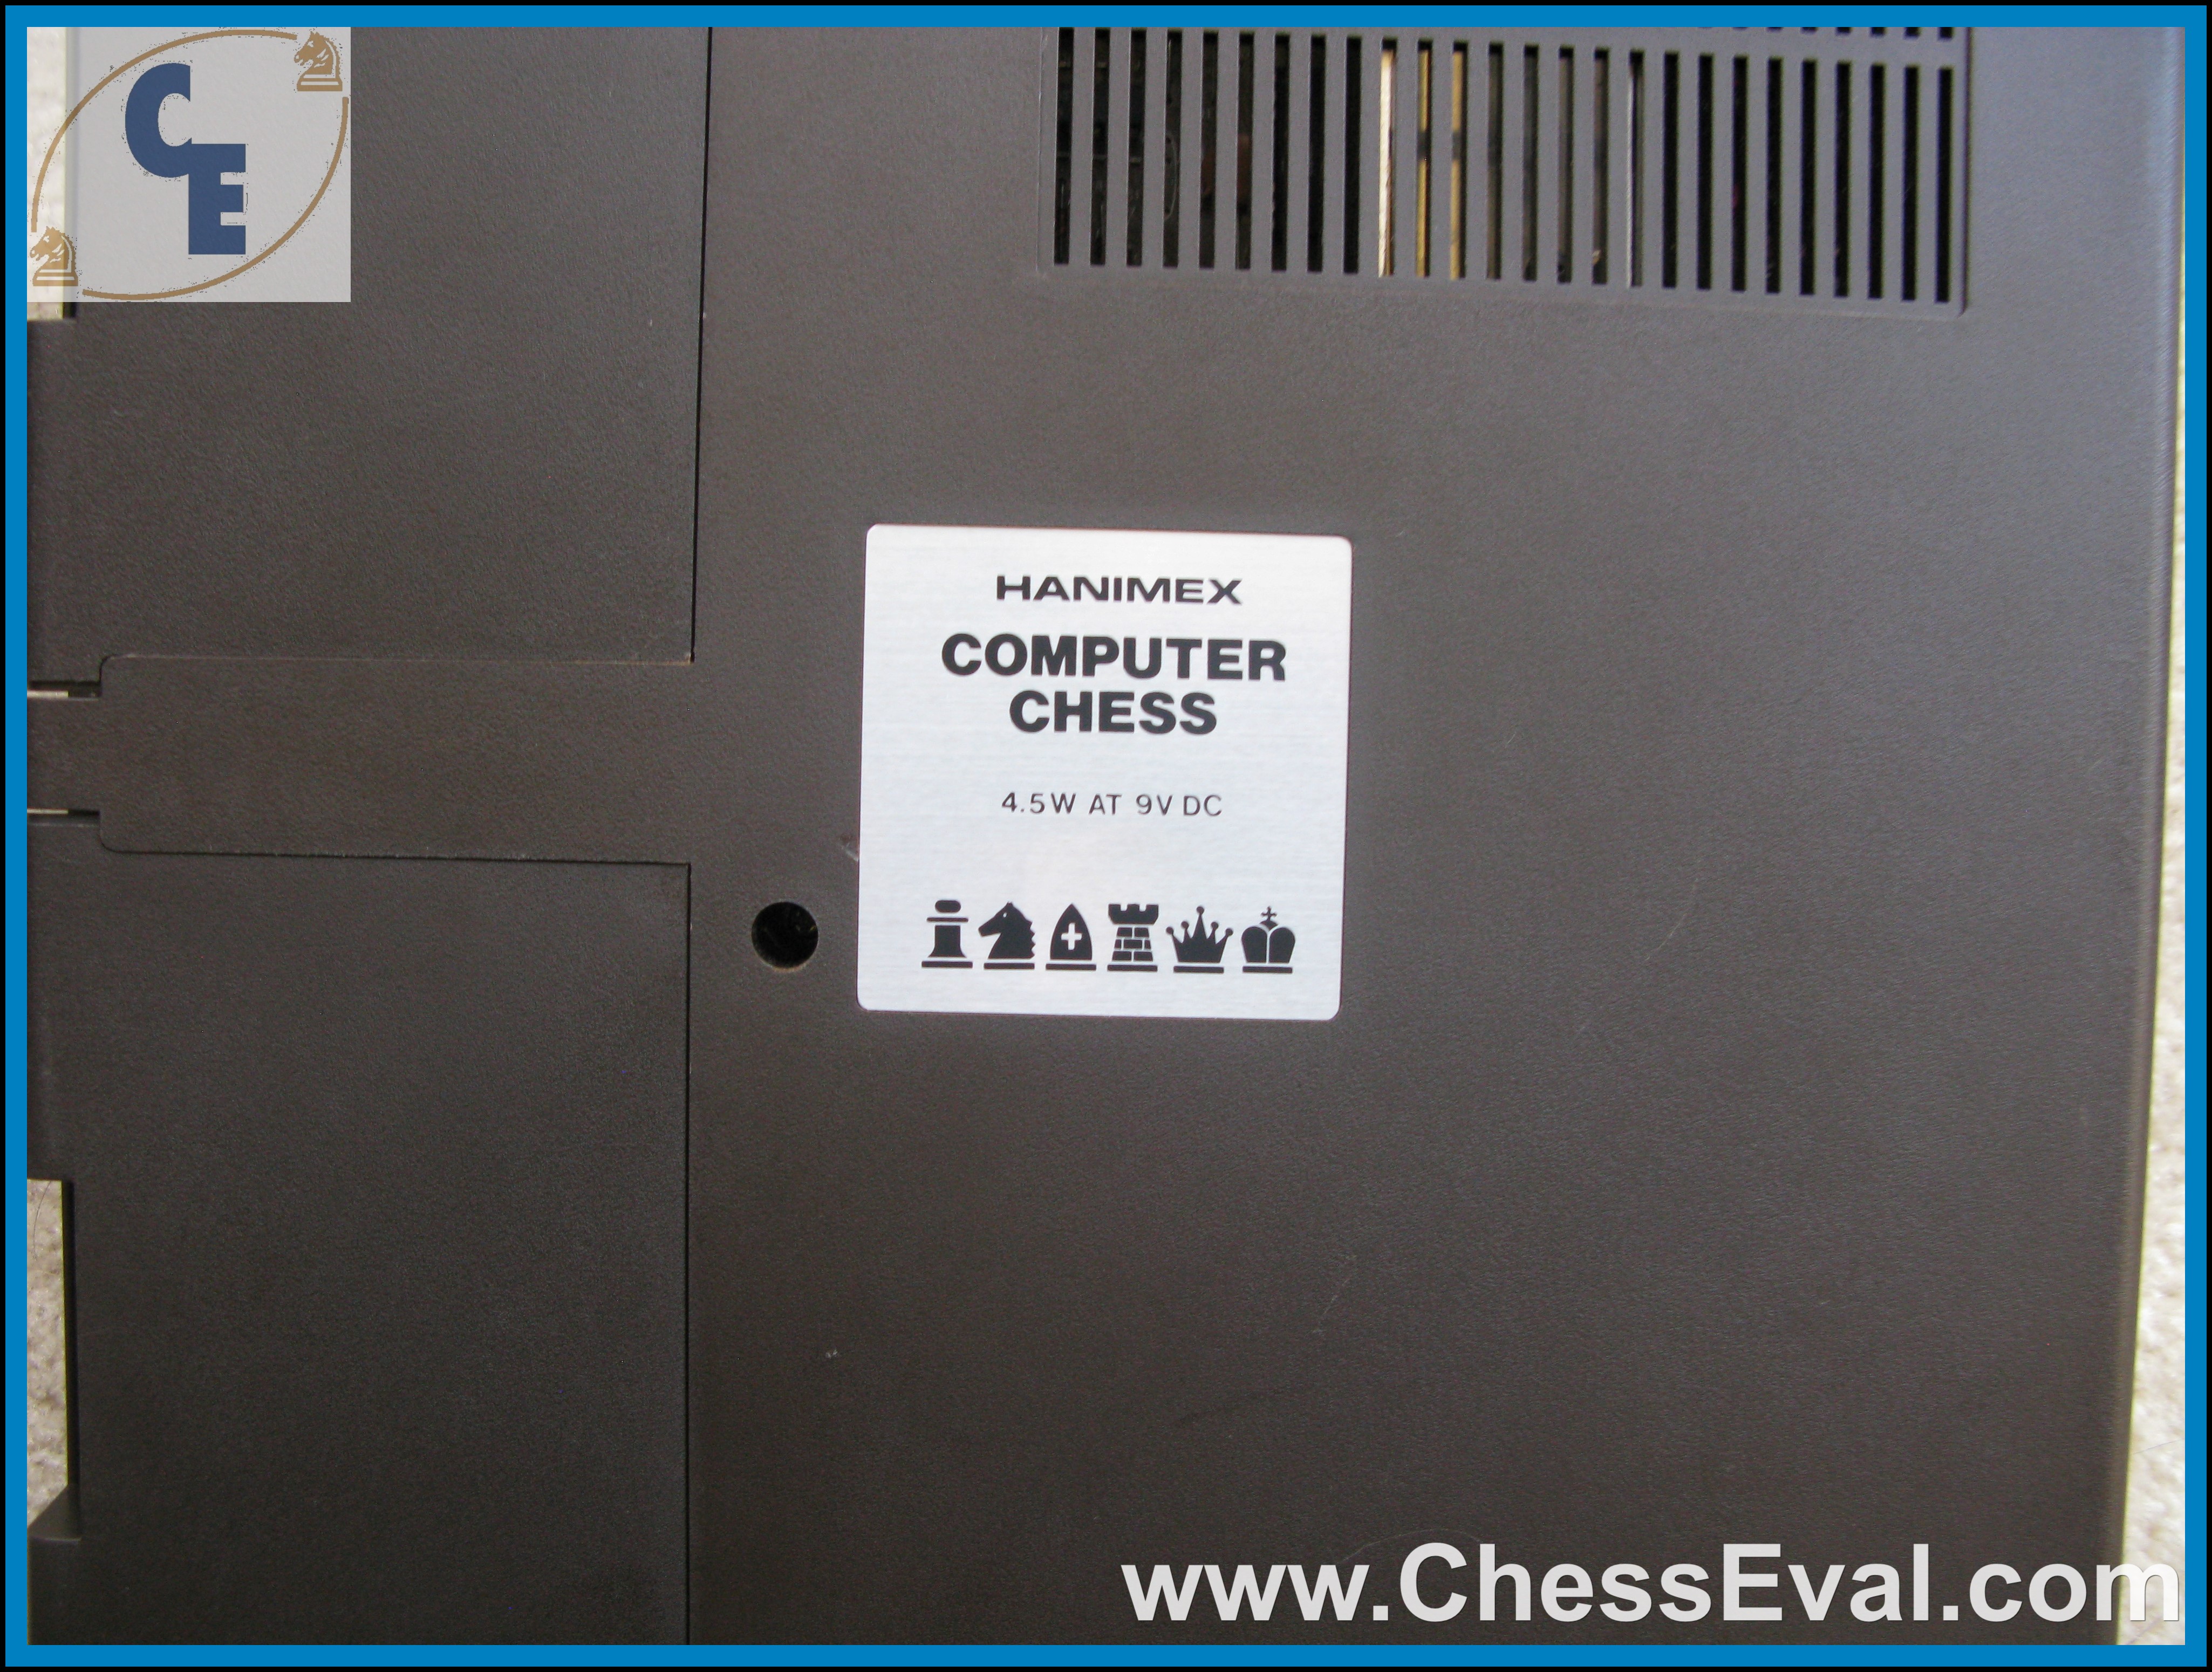 CE
HANIMEX
COMPUTER
CHESS
4.5W AT 9V DC
www.ChessEval.com